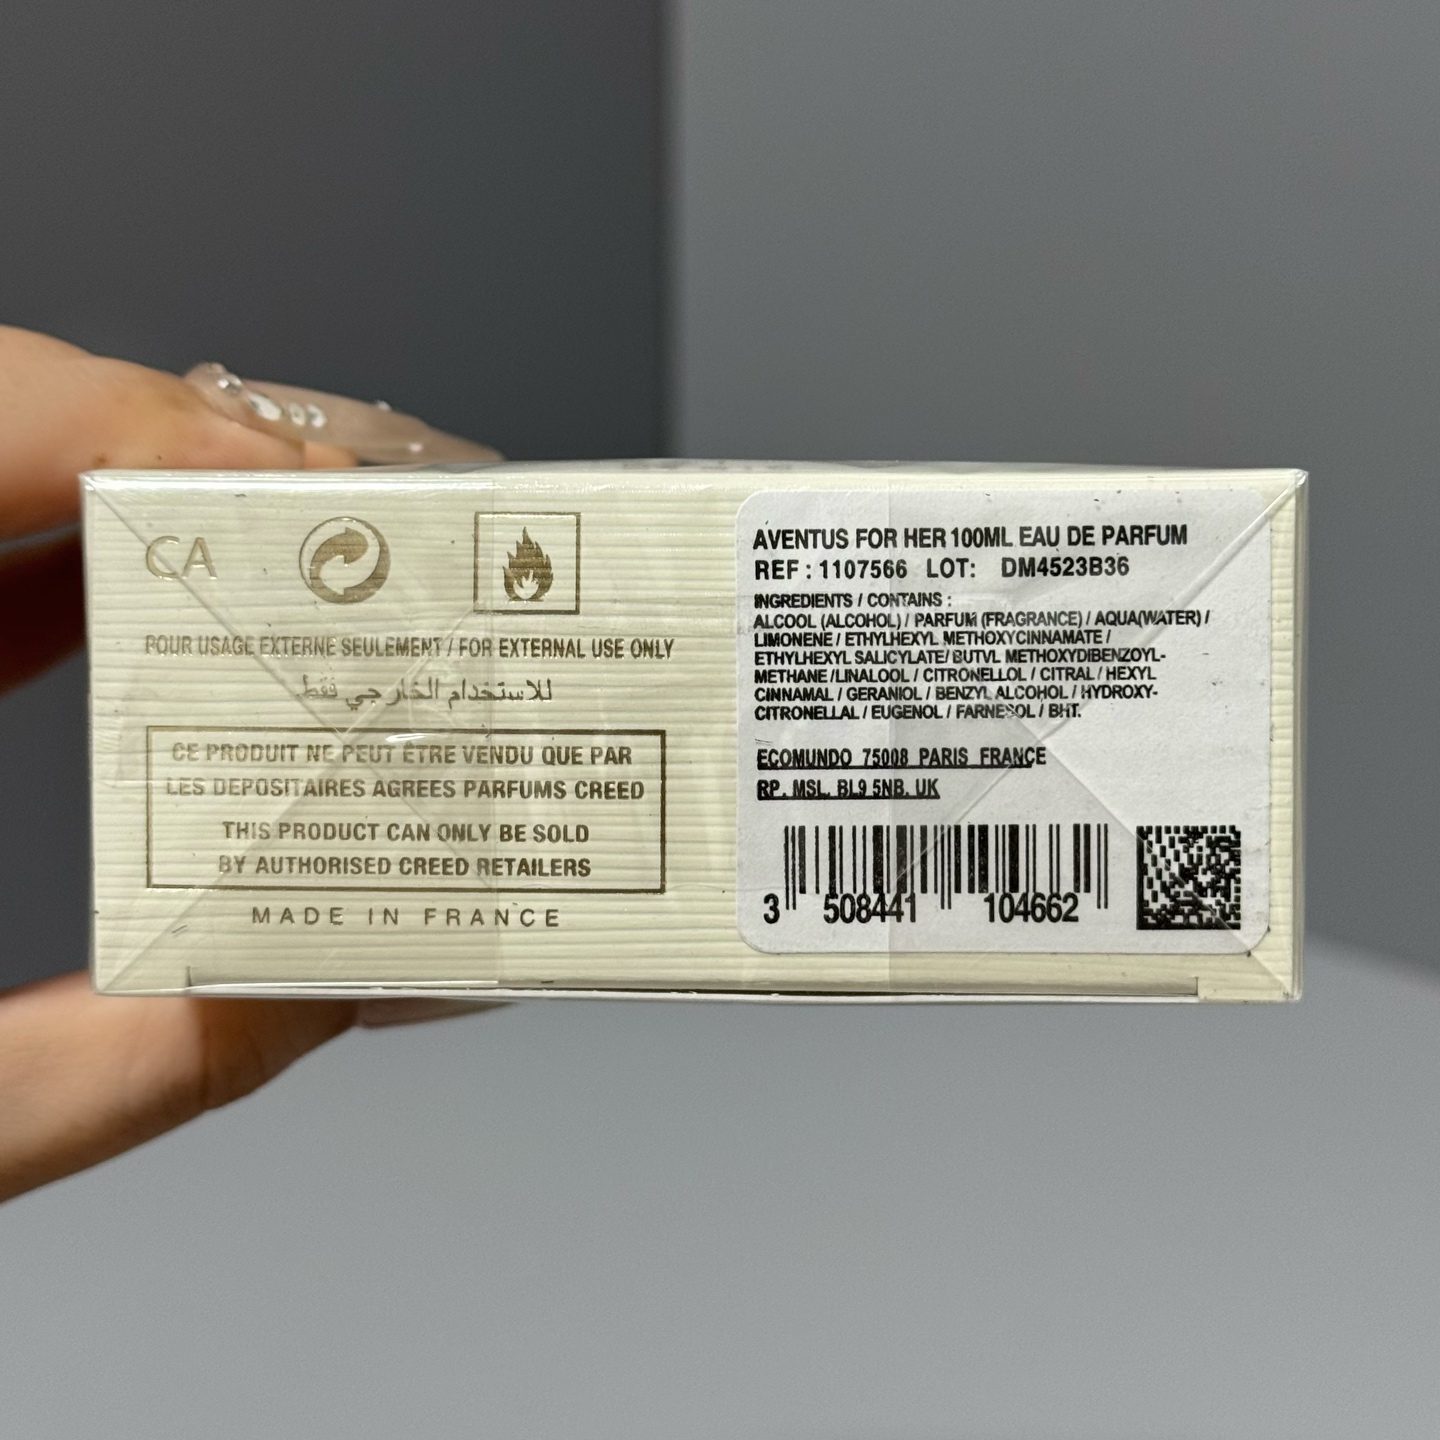 CA
POUR USAGE EXTERNE SEULEMENT / FOR EXTERNAL USE ONLY
للاستخدام الخارجي فقط.
CE PRODUIT NE PEUT ÊTRE VENDU QUE PAR
LES DEPOSITAIRES AGREES PARFUMS CREED
THIS PRODUCT CAN ONLY BE SOLD
BY AUTHORISED CREED RETAILERS
MADE IN FRANCE
AVENTUS FOR HER 100ML EAU DE PARFUM
REF : 1107566 LOT: DM4523B36
INGREDIENTS / CONTAINS :
ALCOOL (ALCOHOL) / PARFUM (FRAGRANCE) / AQUA(WATER) /
LIMONENE / ETHYLHEXYL METHOXYCINNAMATE /
ETHYLHEXYL SALICYLATE/ BUTVL METHOXYDIBENZOYL-
METHANE /LINALOOL / CITRONELLOL / CITRAL / HEXYL
CINNAMAL / GERANIOL / BENZYL ALCOHOL / HYDROXY-
CITRONELLAL / EUGENOL / FARNESOL / BHT.
ECOMUNDO 75008 PARIS FRANCE
RP. MSL. BL9 5NB. UK
3 508441 104662